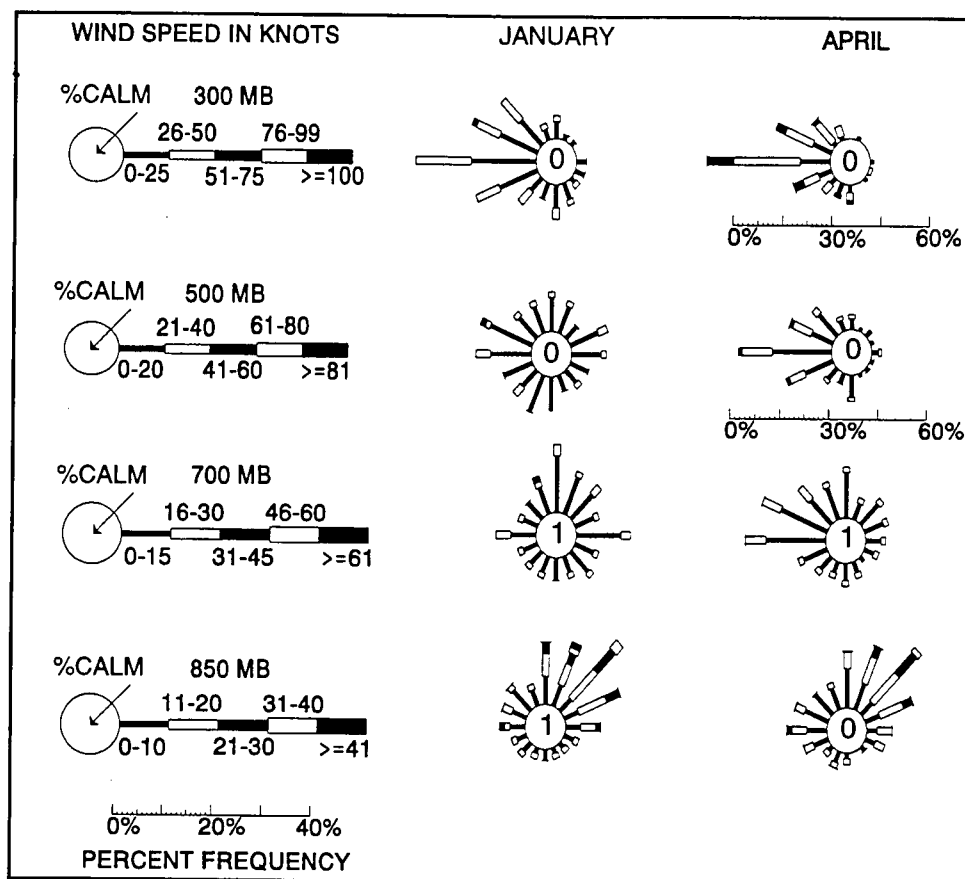 WIND SPEED IN KNOTS JANUARY APRIL
%CALM 300 MB
26-50 76-99
0-25 51-75 >=100
0 0
0% 30% 60%
%CALM 500 MB
21-40 61-80
0-20 41-60 >=81
0 0
0% 30% 60%
%CALM 700 MB
16-30 46-60
0-15 31-45 >=61
1 1
%CALM 850 MB
11-20 31-40
0-10 21-30 >=41
1 0
0% 20% 40%
PERCENT FREQUENCY